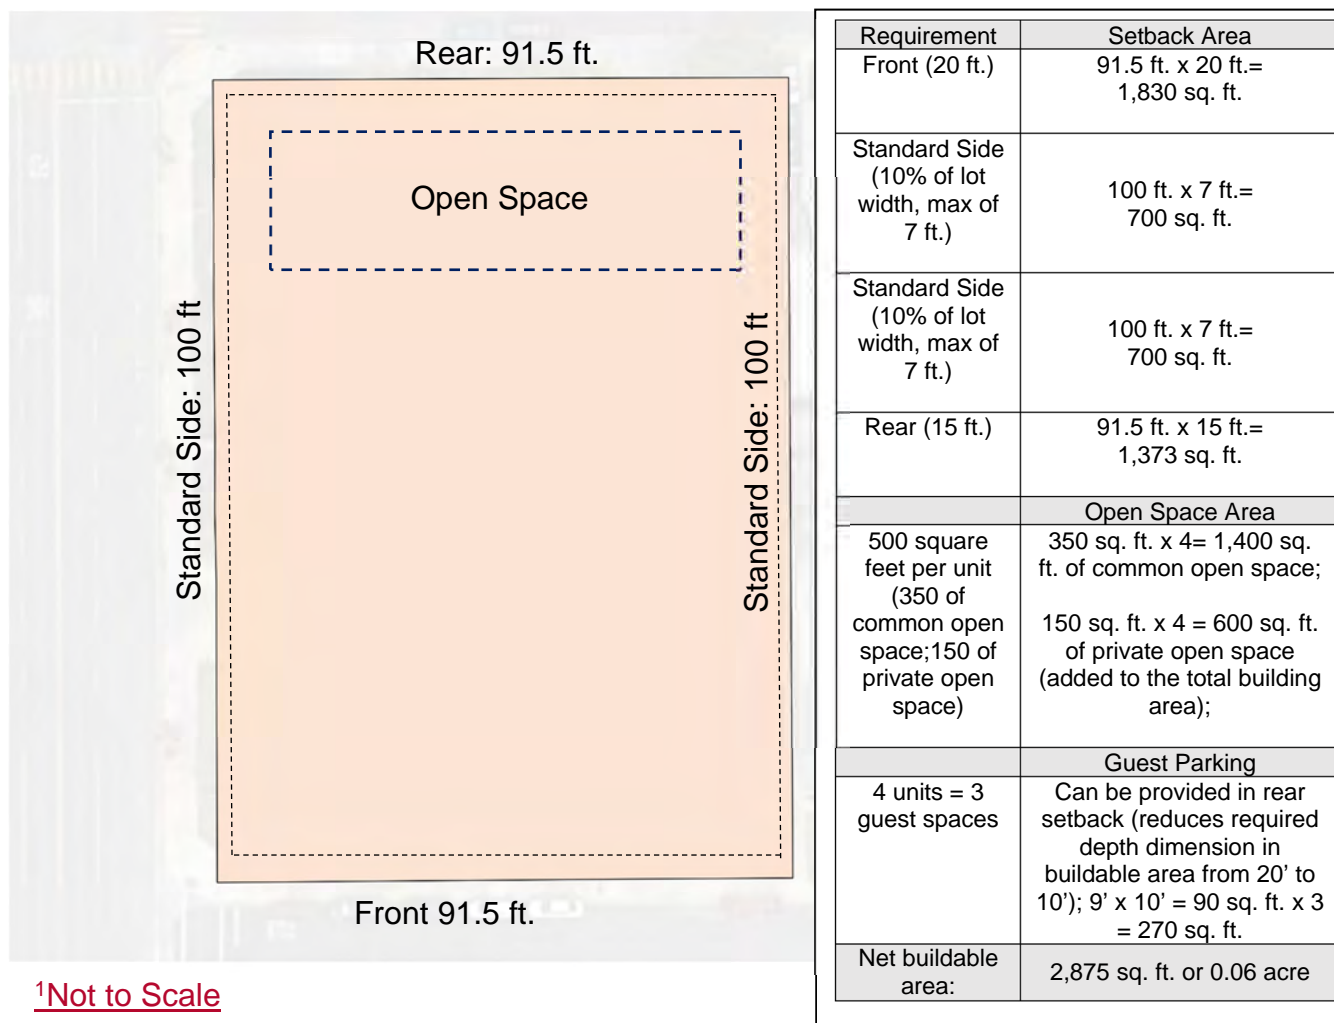 Rear: 91.5 ft.
Open Space
Standard Side: 100 ft
Standard Side: 100 ft
Front 91.5 ft.
¹Not to Scale
Requirement
Setback Area
Front (20 ft.)
91.5 ft. x 20 ft.=
1,830 sq. ft.
Standard Side
(10% of lot
width, max of
7 ft.)
100 ft. x 7 ft.=
700 sq. ft.
Standard Side
(10% of lot
width, max of
7 ft.)
100 ft. x 7 ft.=
700 sq. ft.
Rear (15 ft.)
91.5 ft. x 15 ft.=
1,373 sq. ft.
Open Space Area
500 square
feet per unit
(350 of
common open
space;150 of
private open
space)
350 sq. ft. x 4= 1,400 sq.
ft. of common open space;
150 sq. ft. x 4 = 600 sq. ft.
of private open space
(added to the total building
area);
Guest Parking
4 units = 3
guest spaces
Can be provided in rear
setback (reduces required
depth dimension in
buildable area from 20’ to
10’); 9’ x 10’ = 90 sq. ft. x 3
= 270 sq. ft.
Net buildable
area:
2,875 sq. ft. or 0.06 acre